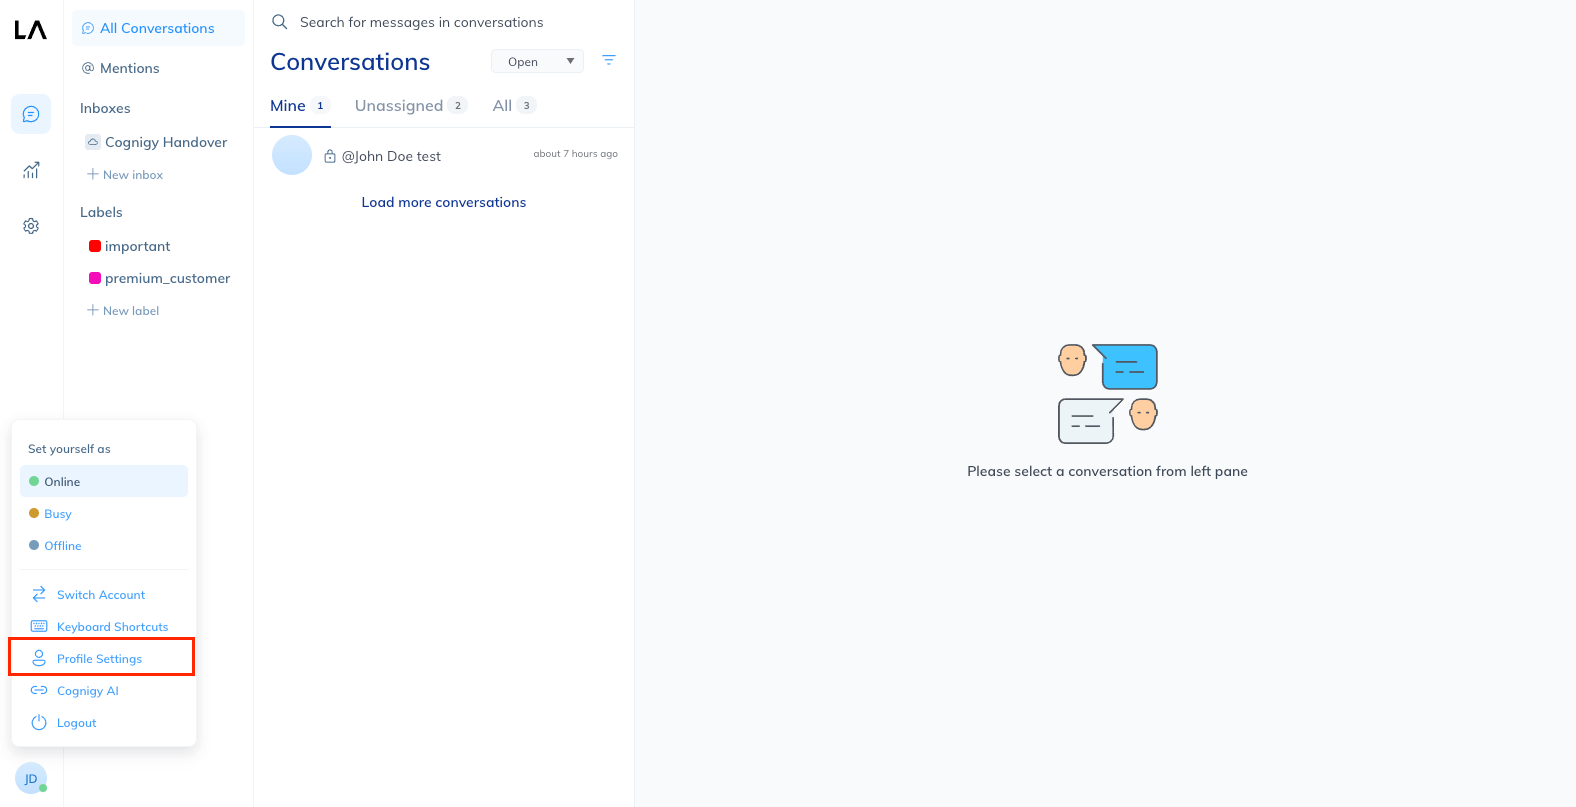 LA
All Conversations
Mentions
Inboxes
Cognigy Handover
New inbox
Labels
important
premium_customer
New label
Set yourself as
Online
Busy
Offline
Switch Account
Keyboard Shortcuts
Profile Settings
Cognigy AI
Logout
JD
Search for messages in conversations
Conversations
Open
Mine 1 Unassigned 2 All 3
@John Doe test about 7 hours ago
Load more conversations
Please select a conversation from left pane